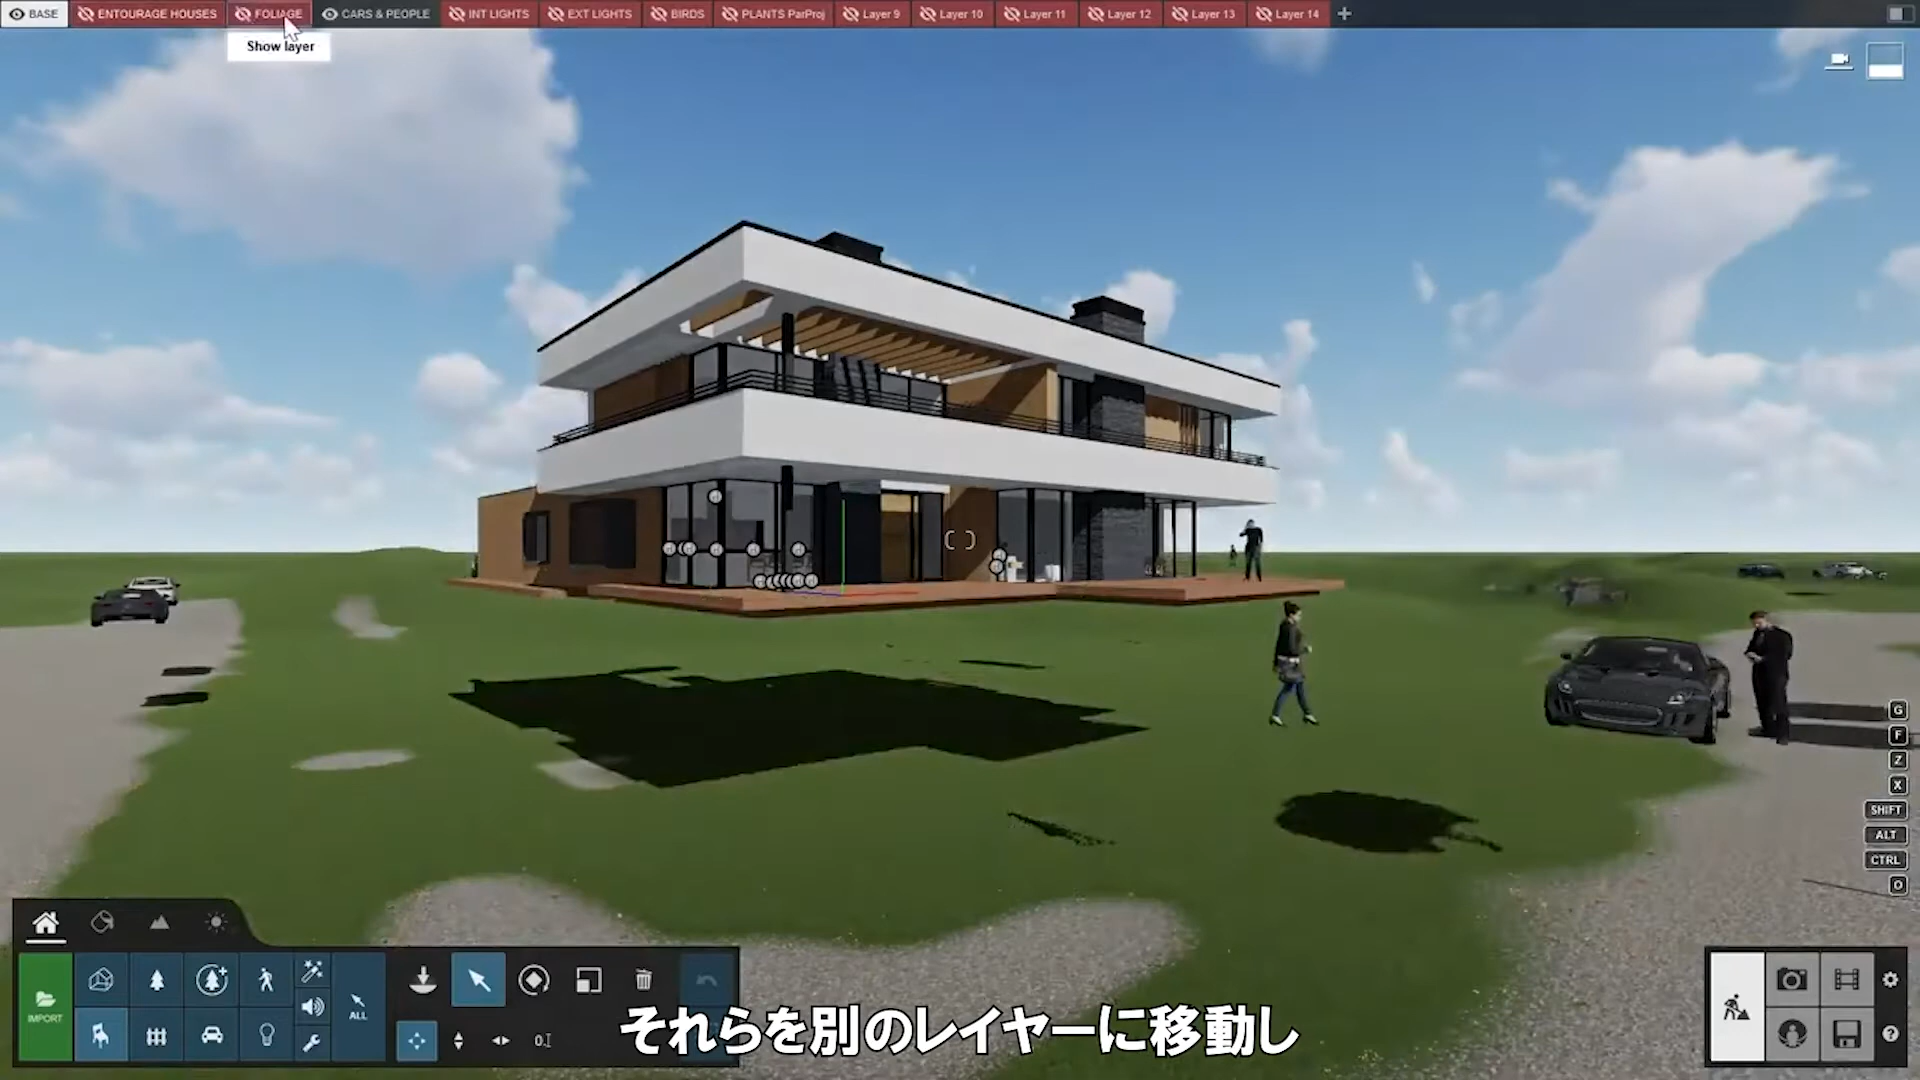 BASE
ENTOURAGE HOUSES
FOLIAGE
CARS & PEOPLE
INT LIGHTS
EXT LIGHTS
BIRDS
PLANTS ParProj
Layer 9
Layer 10
Layer 11
Layer 12
Layer 13
Layer 14
Show layer
G
F
Z
X
SHIFT
ALT
CTRL
O
IMPORT
ALL
それらを別のレイヤーに移動し